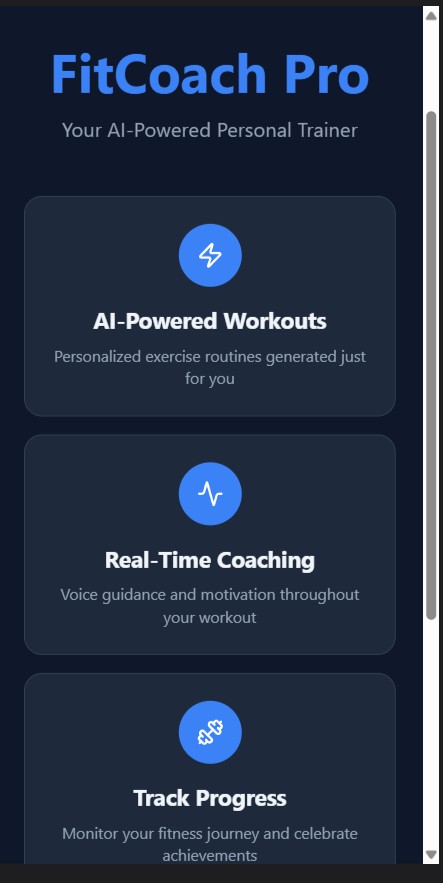 FitCoach Pro
Your AI-Powered Personal Trainer
AI-Powered Workouts
Personalized exercise routines generated just
for you
Real-Time Coaching
Voice guidance and motivation throughout
your workout
Track Progress
Monitor your fitness journey and celebrate
achievements